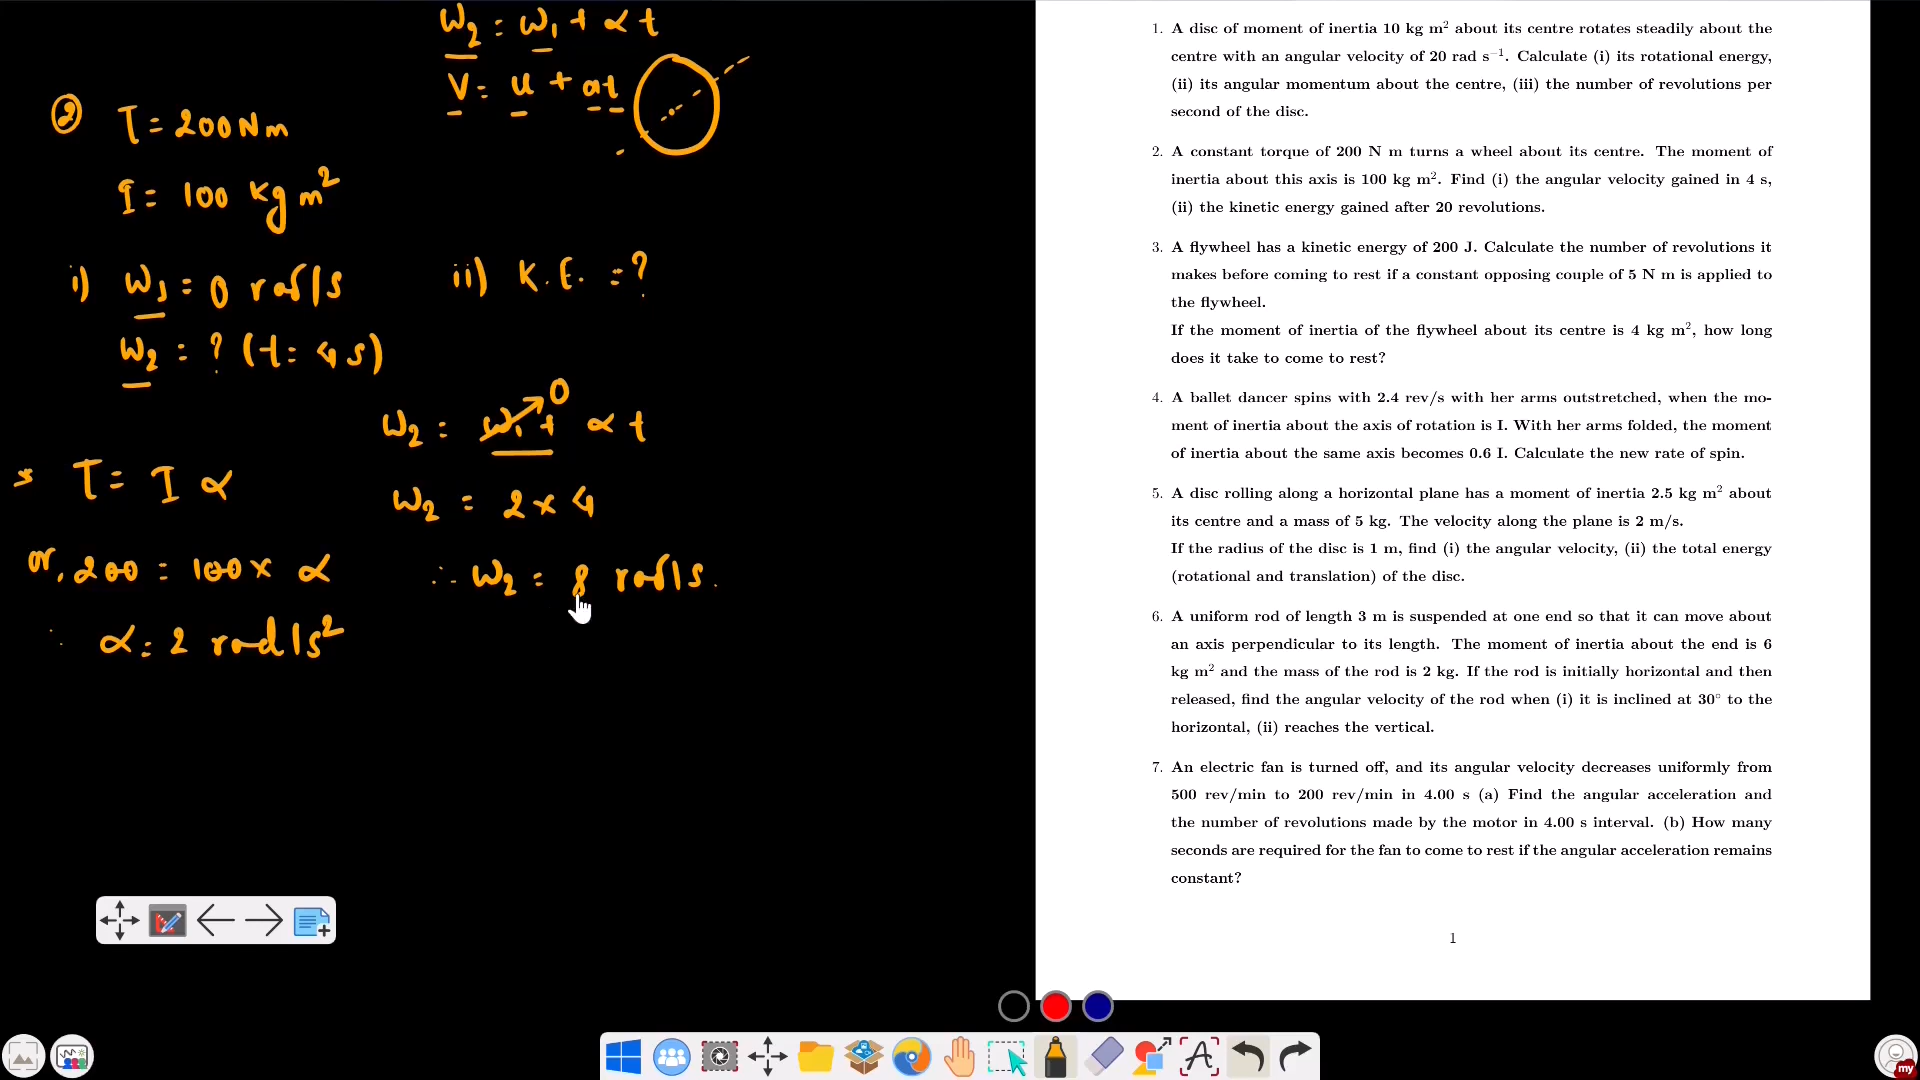 ω₂ = ω₁ + α t
V = u + at
② τ = 200 Nm
I = 100 kg m²
i) ω₁ = 0 rad/s
ω₂ = ? (t = 4 s)
ii) K.E. = ?
* τ = I α
or, 200 = 100 × α
∴ α = 2 rad/s²
ω₂ = ω₁ + α t
0
ω₂ = 2 × 4
∴ ω₂ = 8 rad/s.
1. A disc of moment of inertia 10 kg m² about its centre rotates steadily about the
centre with an angular velocity of 20 rad s⁻¹. Calculate (i) its rotational energy,
(ii) its angular momentum about the centre, (iii) the number of revolutions per
second of the disc.
2. A constant torque of 200 N m turns a wheel about its centre. The moment of
inertia about this axis is 100 kg m². Find (i) the angular velocity gained in 4 s,
(ii) the kinetic energy gained after 20 revolutions.
3. A flywheel has a kinetic energy of 200 J. Calculate the number of revolutions it
makes before coming to rest if a constant opposing couple of 5 N m is applied to
the flywheel.
If the moment of inertia of the flywheel about its centre is 4 kg m², how long
does it take to come to rest?
4. A ballet dancer spins with 2.4 rev/s with her arms outstretched, when the mo-
ment of inertia about the axis of rotation is I. With her arms folded, the moment
of inertia about the same axis becomes 0.6 I. Calculate the new rate of spin.
5. A disc rolling along a horizontal plane has a moment of inertia 2.5 kg m² about
its centre and a mass of 5 kg. The velocity along the plane is 2 m/s.
If the radius of the disc is 1 m, find (i) the angular velocity, (ii) the total energy
(rotational and translation) of the disc.
6. A uniform rod of length 3 m is suspended at one end so that it can move about
an axis perpendicular to its length. The moment of inertia about the end is 6
kg m² and the mass of the rod is 2 kg. If the rod is initially horizontal and then
released, find the angular velocity of the rod when (i) it is inclined at 30° to the
horizontal, (ii) reaches the vertical.
7. An electric fan is turned off, and its angular velocity decreases uniformly from
500 rev/min to 200 rev/min in 4.00 s (a) Find the angular acceleration and
the number of revolutions made by the motor in 4.00 s interval. (b) How many
seconds are required for the fan to come to rest if the angular acceleration remains
constant?
1
my